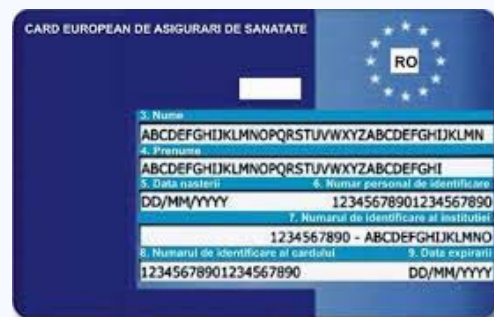 CARD EUROPEAN DE ASIGURARI DE SANATATE
RO
3. Nume
ABCDEFGHIJKLMNOPQRSTUVWXYZABCDEFGHIJKLMN
4. Prenume
ABCDEFGHIJKLMNOPQRSTUVWXYZABCDEFGHI
5. Data nasterii 6. Numar personal de identificare
DD/MM/YYYY 12345678901234567890
7. Numarul de identificare al institutiei
1234567890 - ABCDEFGHIJKLMNO
8. Numarul de identificare al cardului 9. Data expirarii
12345678901234567890 DD/MM/YYYY